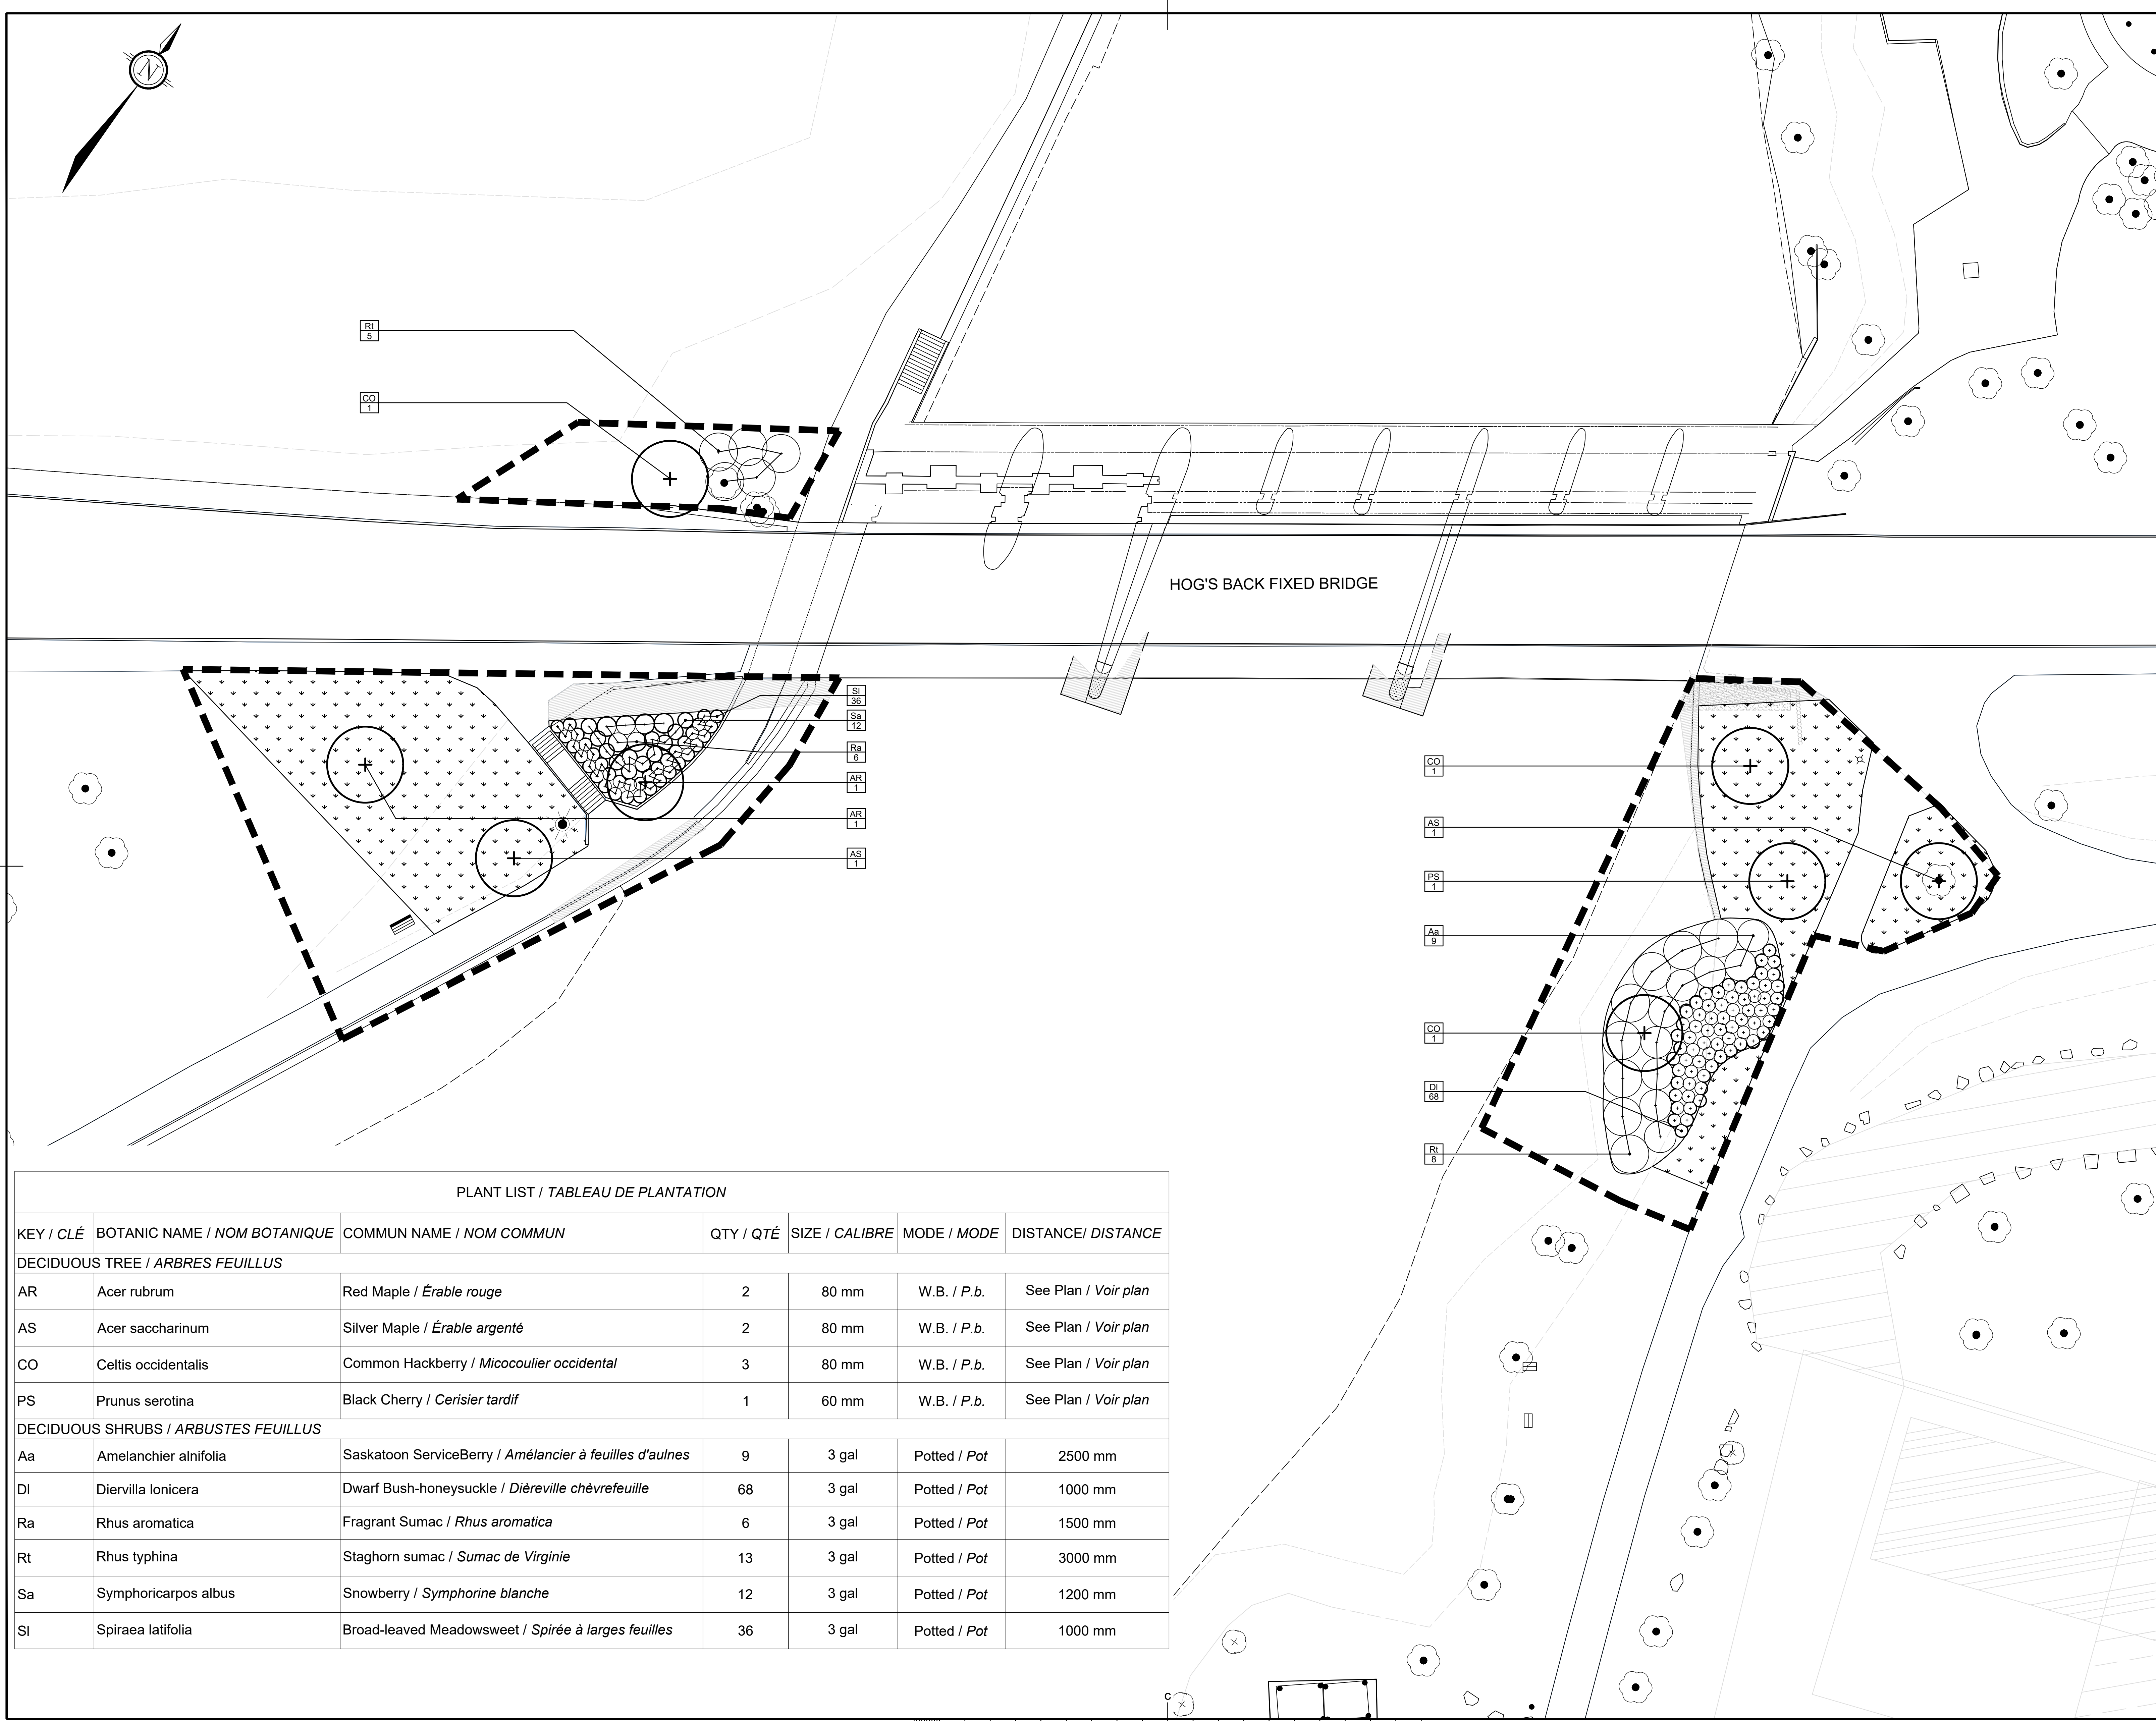 N
Rt
5
CO
1
HOG'S BACK FIXED BRIDGE
Sl
36
Sa
12
Ra
6
AR
1
AR
1
AS
1
CO
1
AS
1
PS
1
Aa
9
CO
1
Dl
68
Rt
8
PLANT LIST / TABLEAU DE PLANTATION
KEY / CLÉ BOTANIC NAME / NOM BOTANIQUE COMMUN NAME / NOM COMMUN QTY / QTÉ SIZE / CALIBRE MODE / MODE DISTANCE/ DISTANCE
DECIDUOUS TREE / ARBRES FEUILLUS
AR Acer rubrum Red Maple / Érable rouge 2 80 mm W.B. / P.b. See Plan / Voir plan
AS Acer saccharinum Silver Maple / Érable argenté 2 80 mm W.B. / P.b. See Plan / Voir plan
CO Celtis occidentalis Common Hackberry / Micocoulier occidental 3 80 mm W.B. / P.b. See Plan / Voir plan
PS Prunus serotina Black Cherry / Cerisier tardif 1 60 mm W.B. / P.b. See Plan / Voir plan
DECIDUOUS SHRUBS / ARBUSTES FEUILLUS
Aa Amelanchier alnifolia Saskatoon ServiceBerry / Amélancier à feuilles d'aulnes 9 3 gal Potted / Pot 2500 mm
Dl Diervilla lonicera Dwarf Bush-honeysuckle / Dièreville chèvrefeuille 68 3 gal Potted / Pot 1000 mm
Ra Rhus aromatica Fragrant Sumac / Rhus aromatica 6 3 gal Potted / Pot 1500 mm
Rt Rhus typhina Staghorn sumac / Sumac de Virginie 13 3 gal Potted / Pot 3000 mm
Sa Symphoricarpos albus Snowberry / Symphorine blanche 12 3 gal Potted / Pot 1200 mm
Sl Spiraea latifolia Broad-leaved Meadowsweet / Spirée à larges feuilles 36 3 gal Potted / Pot 1000 mm
C